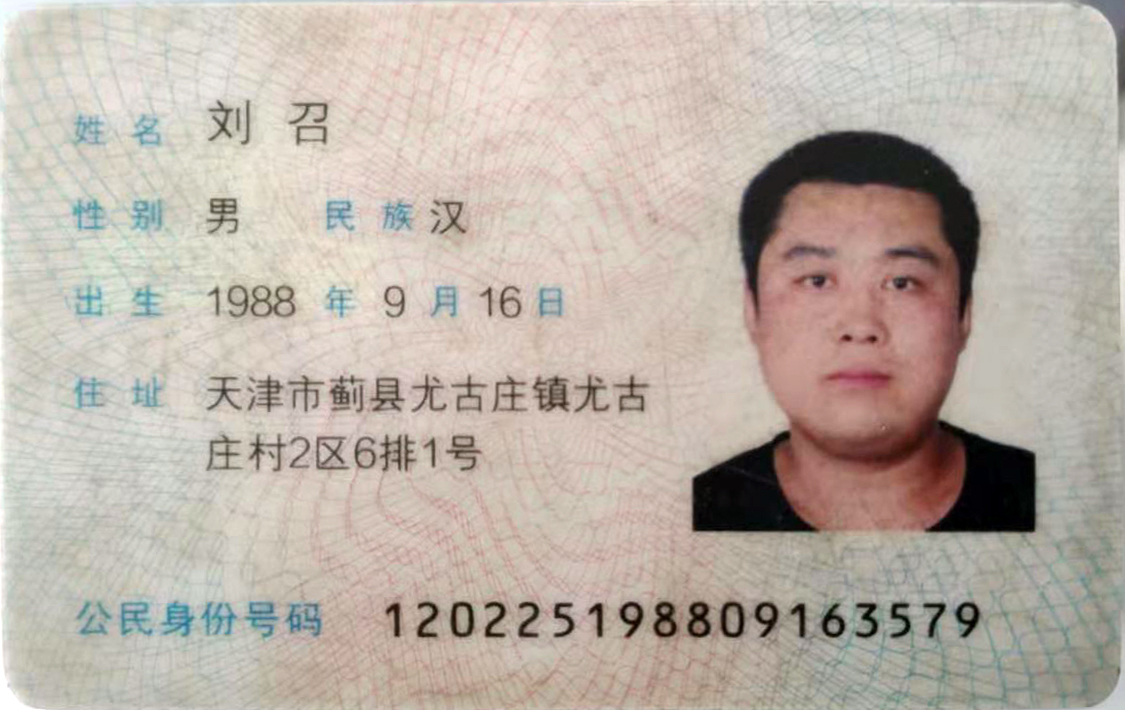 姓名 刘召
性别 男 民族 汉
出生 1988 年 9 月 16 日
住址 天津市蓟县尤古庄镇尤古
庄村2区6排1号
公民身份号码 120225198809163579